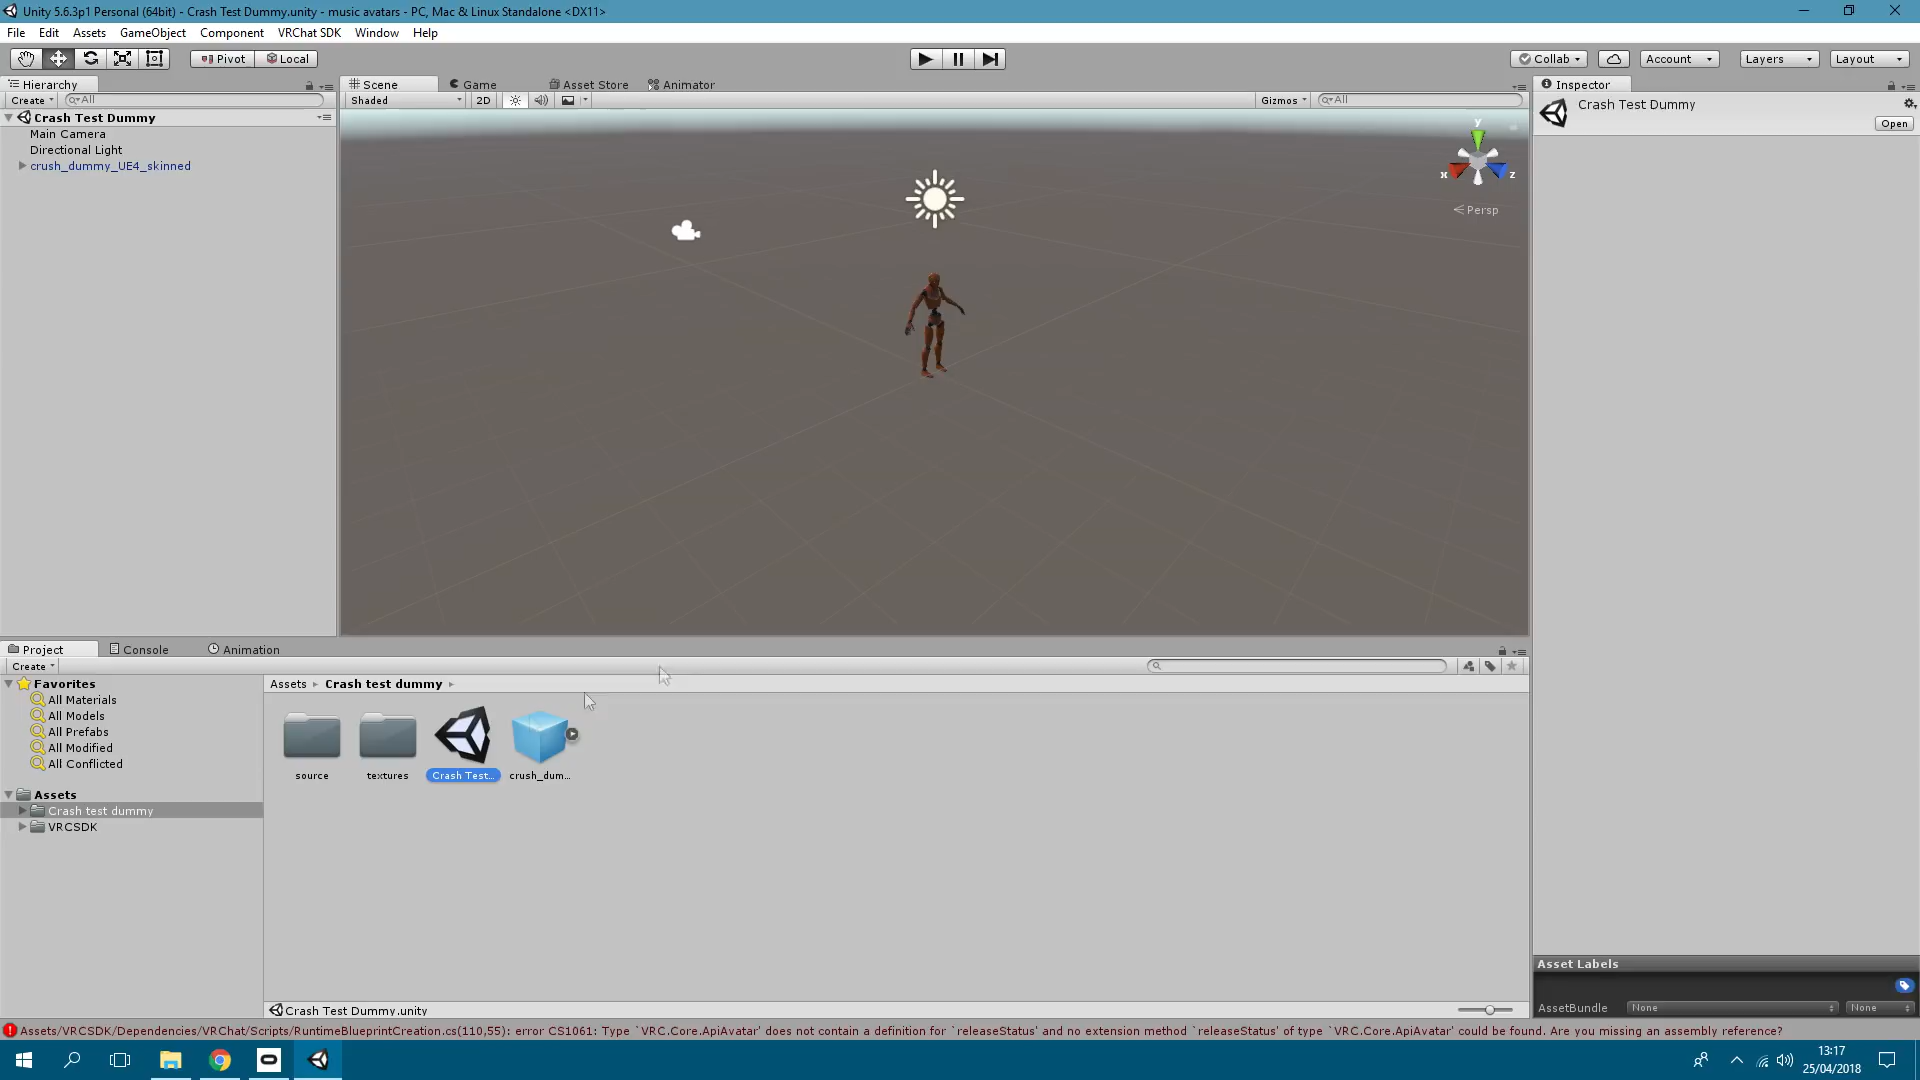 Unity 5.6.3p1 Personal (64bit) - Crash Test Dummy.unity - music avatars - PC, Mac & Linux Standalone <DX11>
File Edit Assets GameObject Component VRChat SDK Window Help
Pivot Local Collab Account Layers Layout
Hierarchy
Create All
Crash Test Dummy
Main Camera
Directional Light
crush_dummy_UE4_skinned
Scene Game Asset Store Animator
Shaded 2D Gizmos All
y
x z
Persp
Inspector
Crash Test Dummy
Open
Project Console Animation
Create
Favorites
All Materials
All Models
All Prefabs
All Modified
All Conflicted
Assets
Crash test dummy
VRCSDK
Assets Crash test dummy
source textures Crash Test... crush_dum...
Crash Test Dummy.unity
Asset Labels
AssetBundle None None
Assets/VRCSDK/Dependencies/VRChat/Scripts/RuntimeBlueprintCreation.cs(110,55): error CS1061: Type `VRC.Core.ApiAvatar' does not contain a definition for `releaseStatus' and no extension method `releaseStatus' of type `VRC.Core.ApiAvatar' could be found. Are you missing an assembly reference?
13:17
25/04/2018